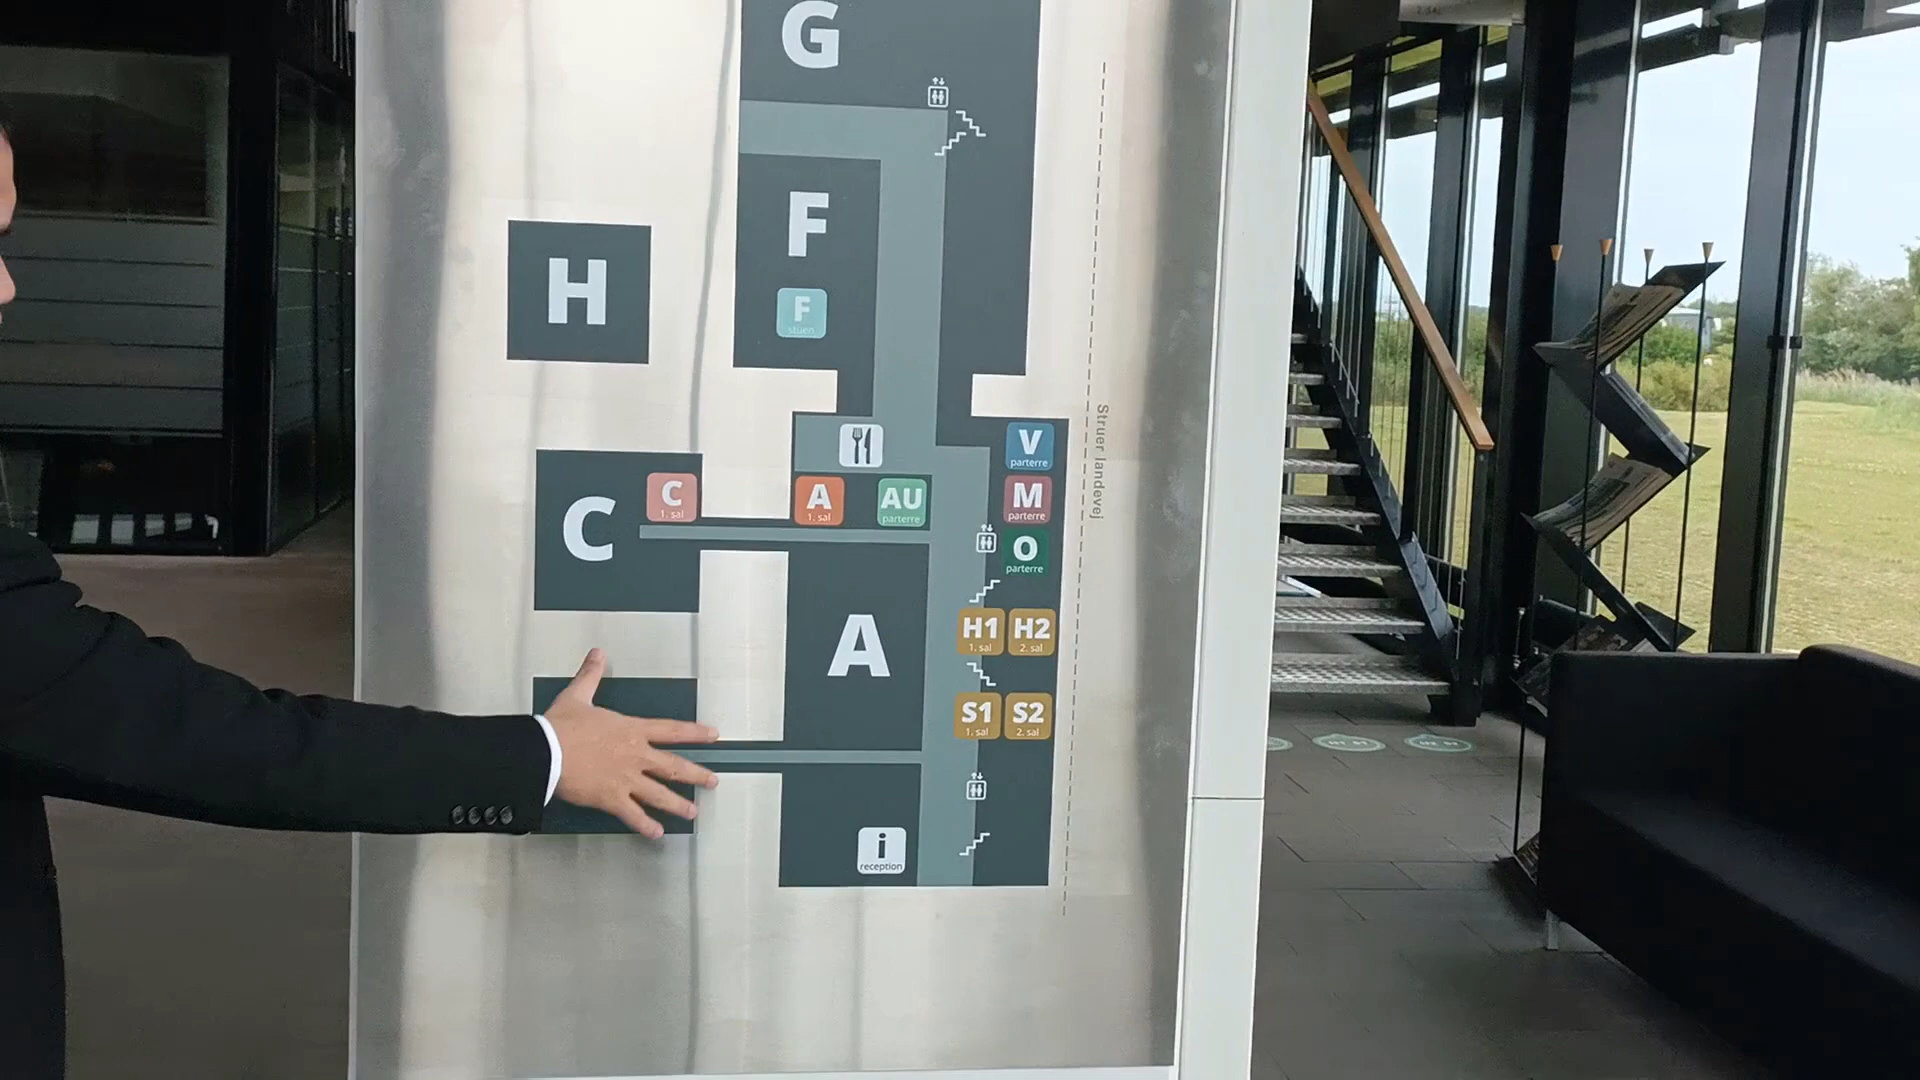 G
F
F
stuen
H
V
parterre
C
C
1. sal
A
1. sal
AU
parterre
M
parterre
O
parterre
Struer landevej
A
H1
1. sal
H2
2. sal
S1
1. sal
S2
2. sal
i
reception